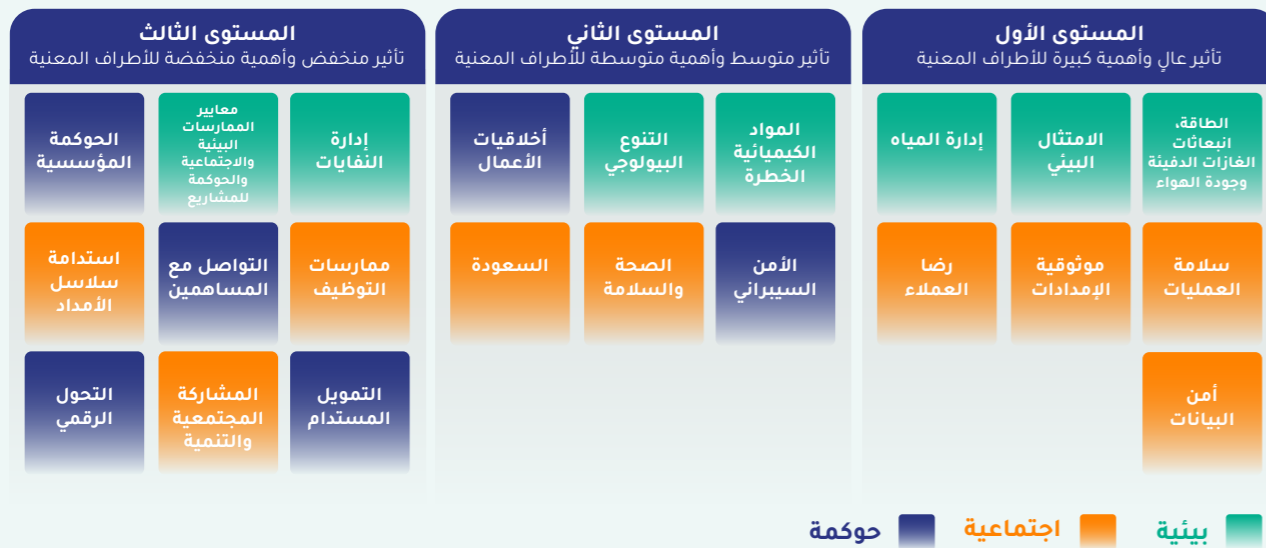 المستوى الأول
تأثير عالٍ وأهمية كبيرة للأطراف المعنية
الطاقة،
انبعاثات
الغازات الدفيئة
وجودة الهواء
الامتثال
البيئي
إدارة المياه
سلامة
العمليات
موثوقية
الإمدادات
رضا
العملاء
أمن
البيانات
المستوى الثاني
تأثير متوسط وأهمية متوسطة للأطراف المعنية
المواد
الكيميائية
الخطرة
التنوع
البيولوجي
أخلاقيات
الأعمال
الأمن
السيبراني
الصحة
والسلامة
السعودة
المستوى الثالث
تأثير منخفض وأهمية منخفضة للأطراف المعنية
إدارة
النفايات
معايير
الممارسات
البيئية
والاجتماعية
والحوكمة
للمشاريع
الحوكمة
المؤسسية
ممارسات
التوظيف
التواصل مع
المساهمين
استدامة
سلاسل
الأمداد
التمويل
المستدام
المشاركة
المجتمعية
والتنمية
التحول
الرقمي
بيئية
اجتماعية
حوكمة